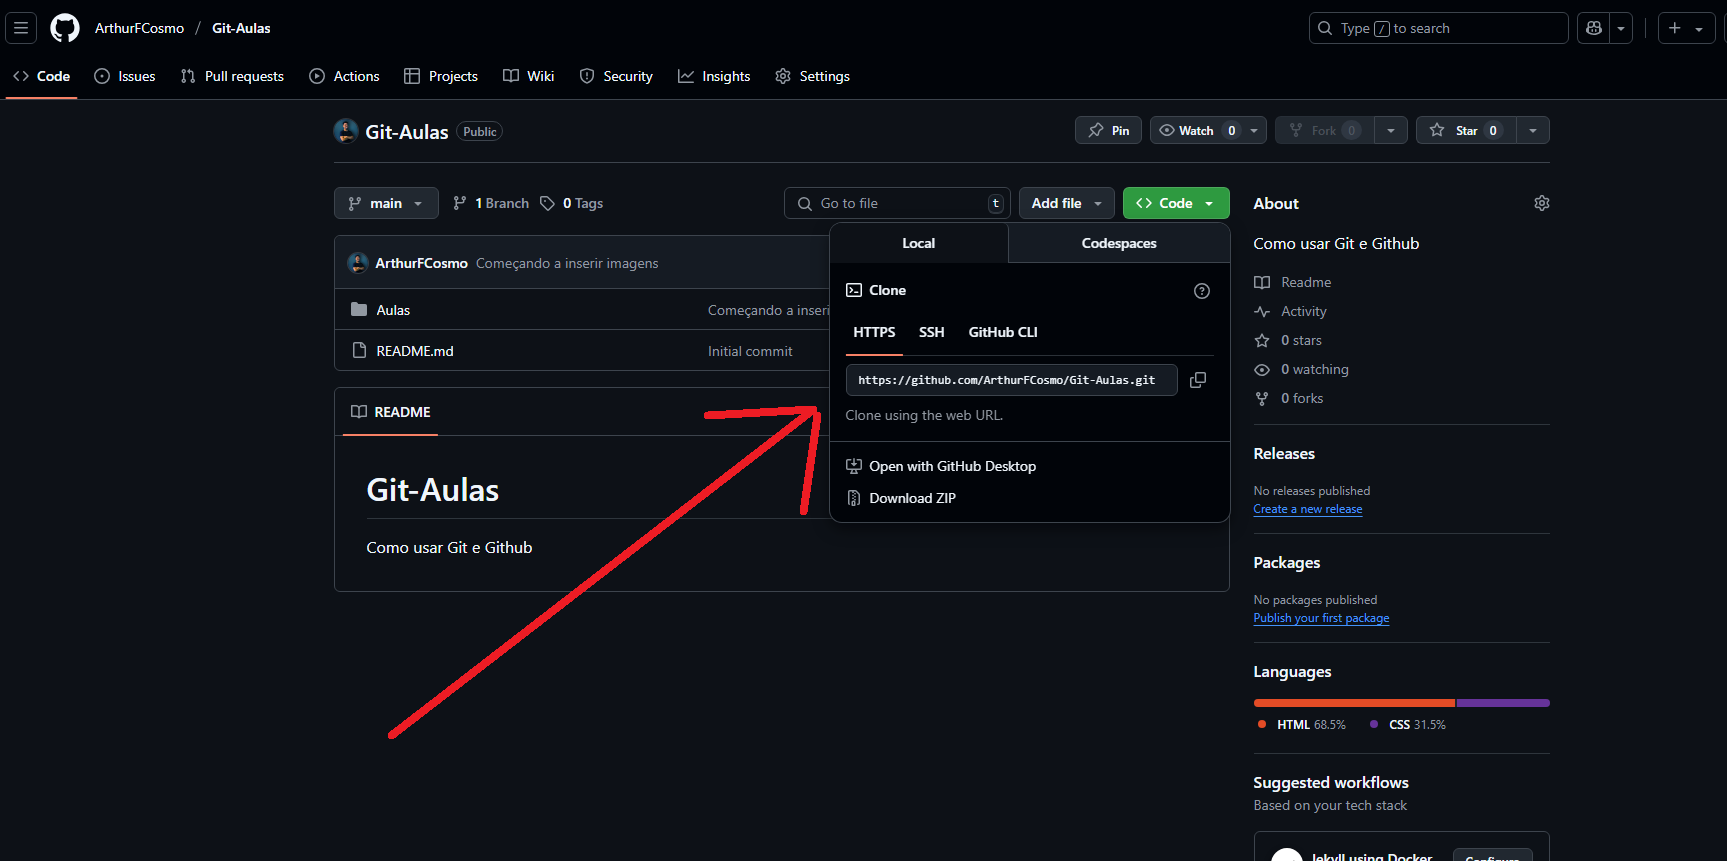 ArthurFCosmo / Git-Aulas
Type / to search
Code Issues Pull requests Actions Projects Wiki Security Insights Settings
Git-Aulas Public
Pin Watch 0 Fork 0 Star 0
main 1 Branch 0 Tags
Go to file t Add file Code
ArthurFCosmo Começando a inserir imagens
Aulas Começando a inseri
README.md Initial commit
README
Git-Aulas
Como usar Git e Github
Local Codespaces
Clone
HTTPS SSH GitHub CLI
https://github.com/ArthurFCosmo/Git-Aulas.git
Clone using the web URL.
Open with GitHub Desktop
Download ZIP
About
Como usar Git e Github
Readme
Activity
0 stars
0 watching
0 forks
Releases
No releases published
Create a new release
Packages
No packages published
Publish your first package
Languages
HTML 68.5% CSS 31.5%
Suggested workflows
Based on your tech stack
Jekyll using Docker Configure